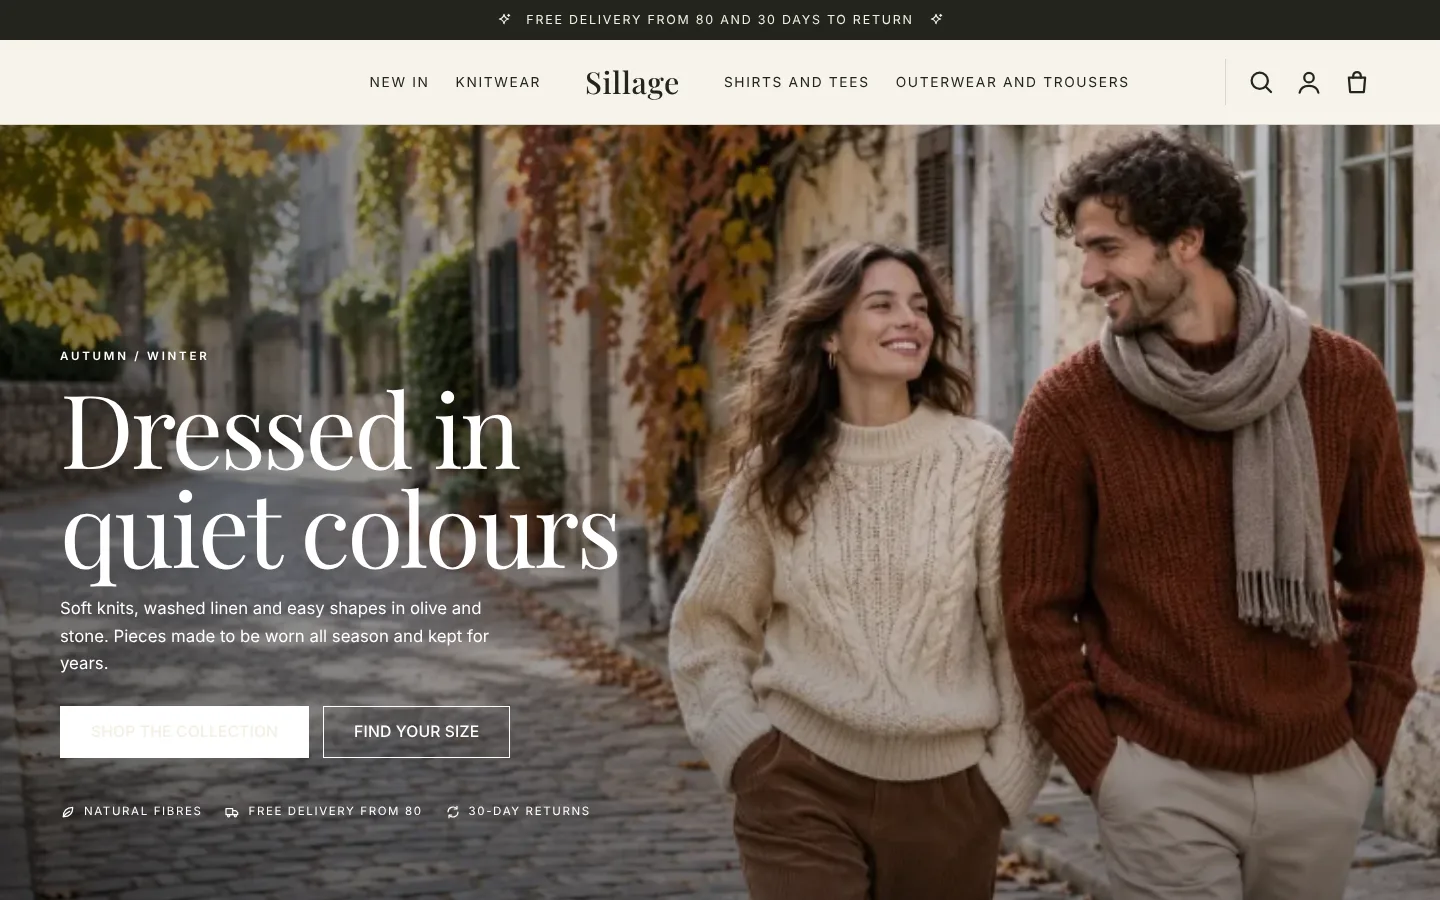 FREE DELIVERY FROM 80 AND 30 DAYS TO RETURN
NEW IN KNITWEAR Sillage SHIRTS AND TEES OUTERWEAR AND TROUSERS
AUTUMN / WINTER
Dressed in
quiet colours
Soft knits, washed linen and easy shapes in olive and
stone. Pieces made to be worn all season and kept for
years.
SHOP THE COLLECTION FIND YOUR SIZE
NATURAL FIBRES FREE DELIVERY FROM 80 30-DAY RETURNS